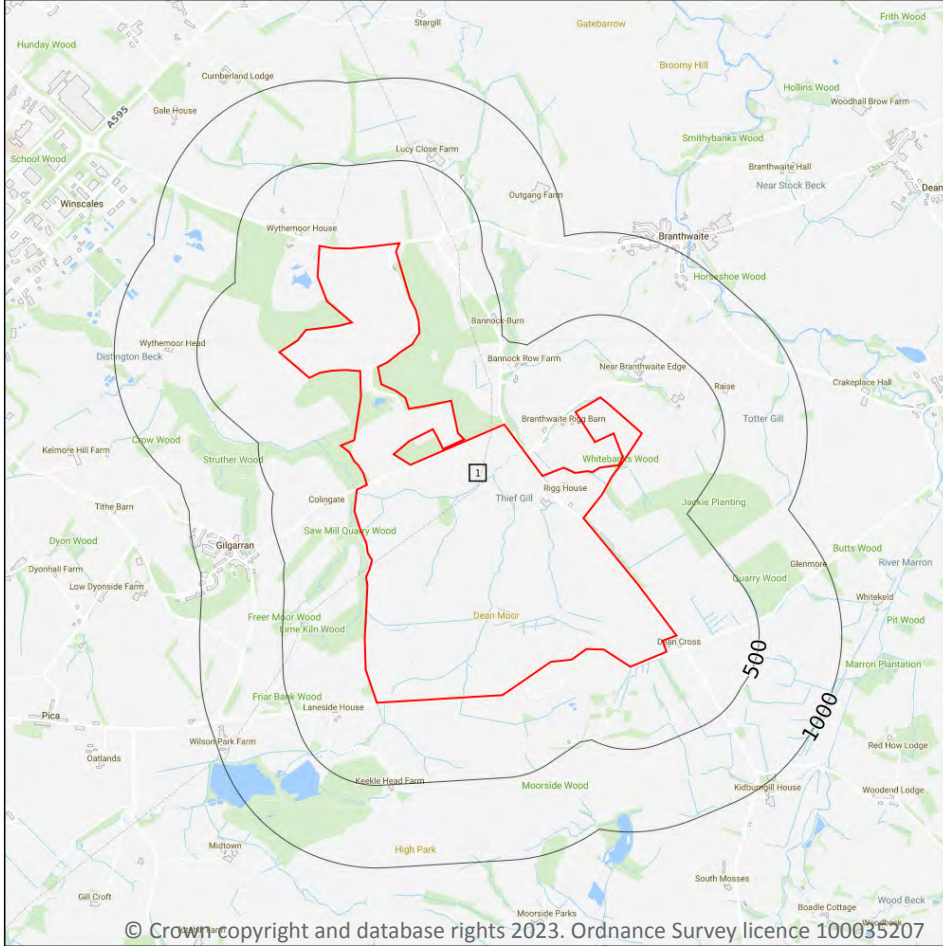 Stargill
Gatebarrow
Frith Wood
Hunday Wood
Broomy Hill
Cumberland Lodge
Hollins Wood
Woodhall Brow Farm
Gale House
A595
Smithybanks Wood
School Wood
Lucy Close Farm
Branthwaite Hall
Near Stock Beck
Dean
Outgang Farm
Winscales
Wythemoor House
Branthwaite
Horseshoe Wood
Bannock-Burn
Wythemoor Head
Distington Beck
Bannock Row Farm
Near Branthwaite Edge
Crakeplace Hall
Raise
Branthwaite Rigg Barn
Totter Gill
Crow Wood
Kelmore Hill Farm
Struther Wood
Whitebanks Wood
1
Rigg House
Colingate
Thief Gill
Jackie Planting
Tithe Barn
Saw Mill Quarry Wood
Dyon Wood
Gilgarran
Butts Wood
Dyonhall Farm
Glenmore
River Marron
Low Dyonside Farm
Quarry Wood
Whitekeld
Freer Moor Wood
Dean Moor
Pit Wood
Lime Kiln Wood
Dean Cross
500
Marron Plantation
Friar Bank Wood
Laneside House
1000
Pica
Wilson Park Farm
Red How Lodge
Oatlands
Keekle Head Farm
Moorside Wood
Kidburngill House
Woodend Lodge
Midtown
High Park
South Mosses
Gill Croft
Wood Beck
Boadle Cottage
Moorside Parks
© Crown copyright and database rights 2023. Ordnance Survey licence 100035207